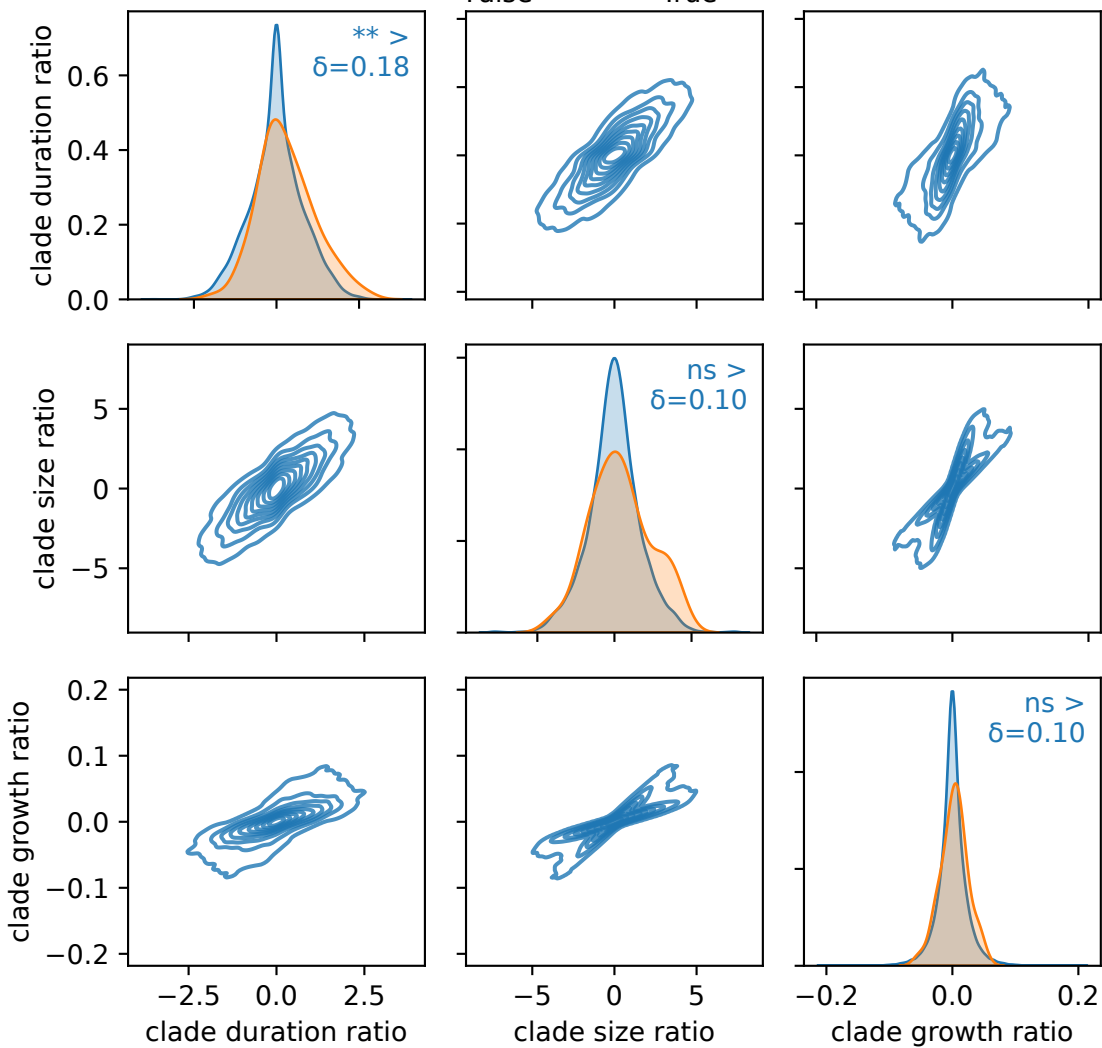 clade duration ratio
0.6
0.4
0.2
0.0
** >
δ=0.18
clade size ratio
5
0
−5
ns >
δ=0.10
clade growth ratio
0.2
0.1
0.0
−0.1
−0.2
ns >
δ=0.10
−2.5 0.0 2.5
−5 0 5
−0.2 0.0 0.2
clade duration ratio
clade size ratio
clade growth ratio